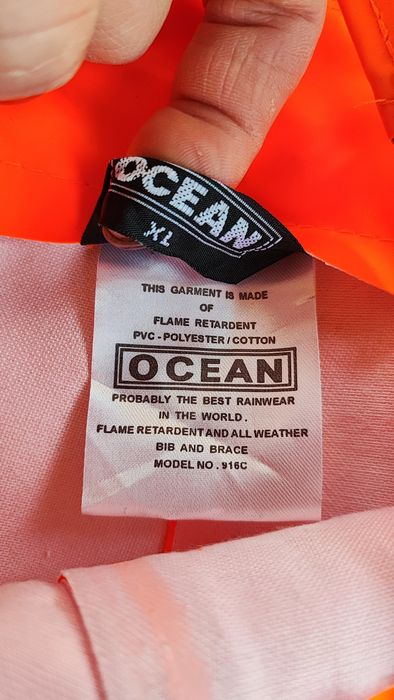 OCEAN
XL
THIS GARMENT IS MADE
OF
FLAME RETARDENT
PVC - POLYESTER / COTTON
OCEAN
PROBABLY THE BEST RAINWEAR
IN THE WORLD.
FLAME RETARDENT AND ALL WEATHER
BIB AND BRACE
MODEL NO. 916C